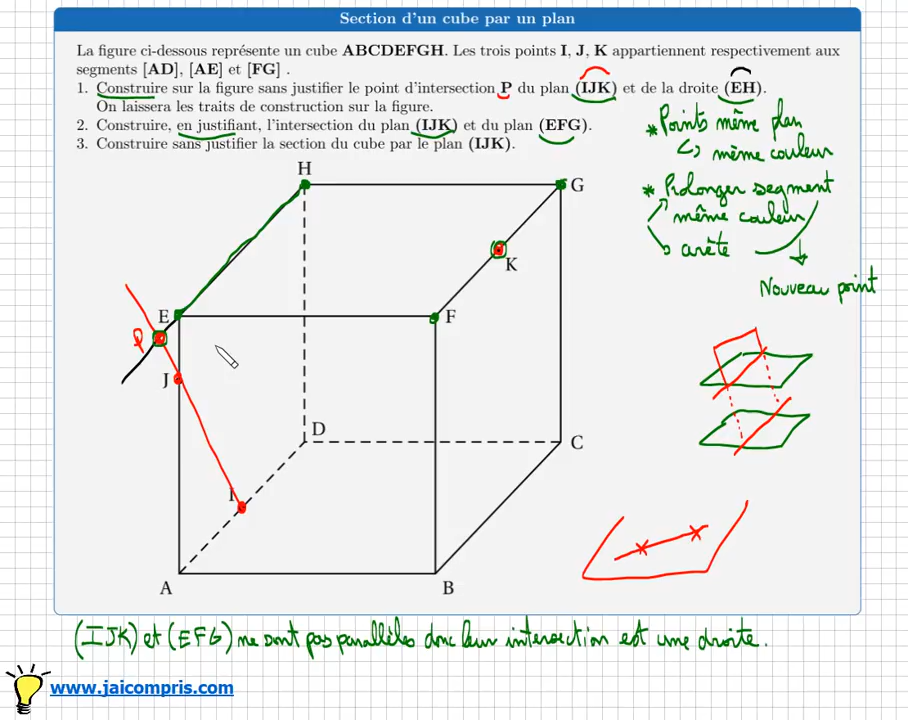 Section d'un cube par un plan
La figure ci-dessous représente un cube ABCDEFGH. Les trois points I, J, K appartiennent respectivement aux
segments [AD], [AE] et [FG] .
1. Construire sur la figure sans justifier le point d'intersection P du plan (IJK) et de la droite (EH).
On laissera les traits de construction sur la figure.
2. Construire, en justifiant, l'intersection du plan (IJK) et du plan (EFG).
3. Construire sans justifier la section du cube par le plan (IJK).
* Points même plan
↳ même couleur
* Prolonger segment
même couleur
↳ arête
Nouveau point
H
G
K
E
F
P
J
D
C
I
A
B
(IJK) et (EFG) ne sont pas parallèles donc leur intersection est une droite.
www.jaicompris.com